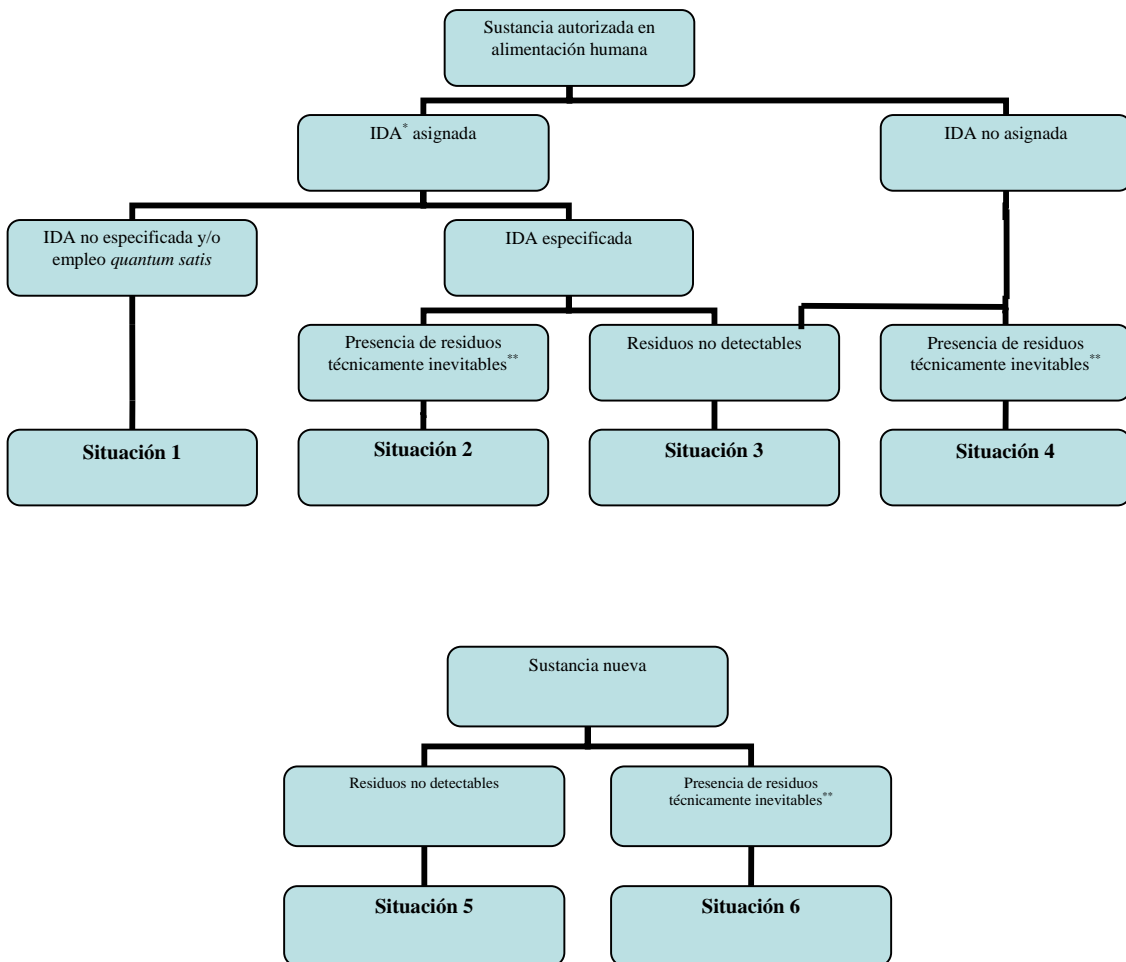 Sustancia autorizada en
alimentación humana
IDA* asignada
IDA no asignada
IDA no especificada y/o
empleo quantum satis
IDA especificada
Presencia de residuos
técnicamente inevitables**
Residuos no detectables
Presencia de residuos
técnicamente inevitables**
Situación 1
Situación 2
Situación 3
Situación 4
Sustancia nueva
Residuos no detectables
Presencia de residuos
técnicamente inevitables**
Situación 5
Situación 6